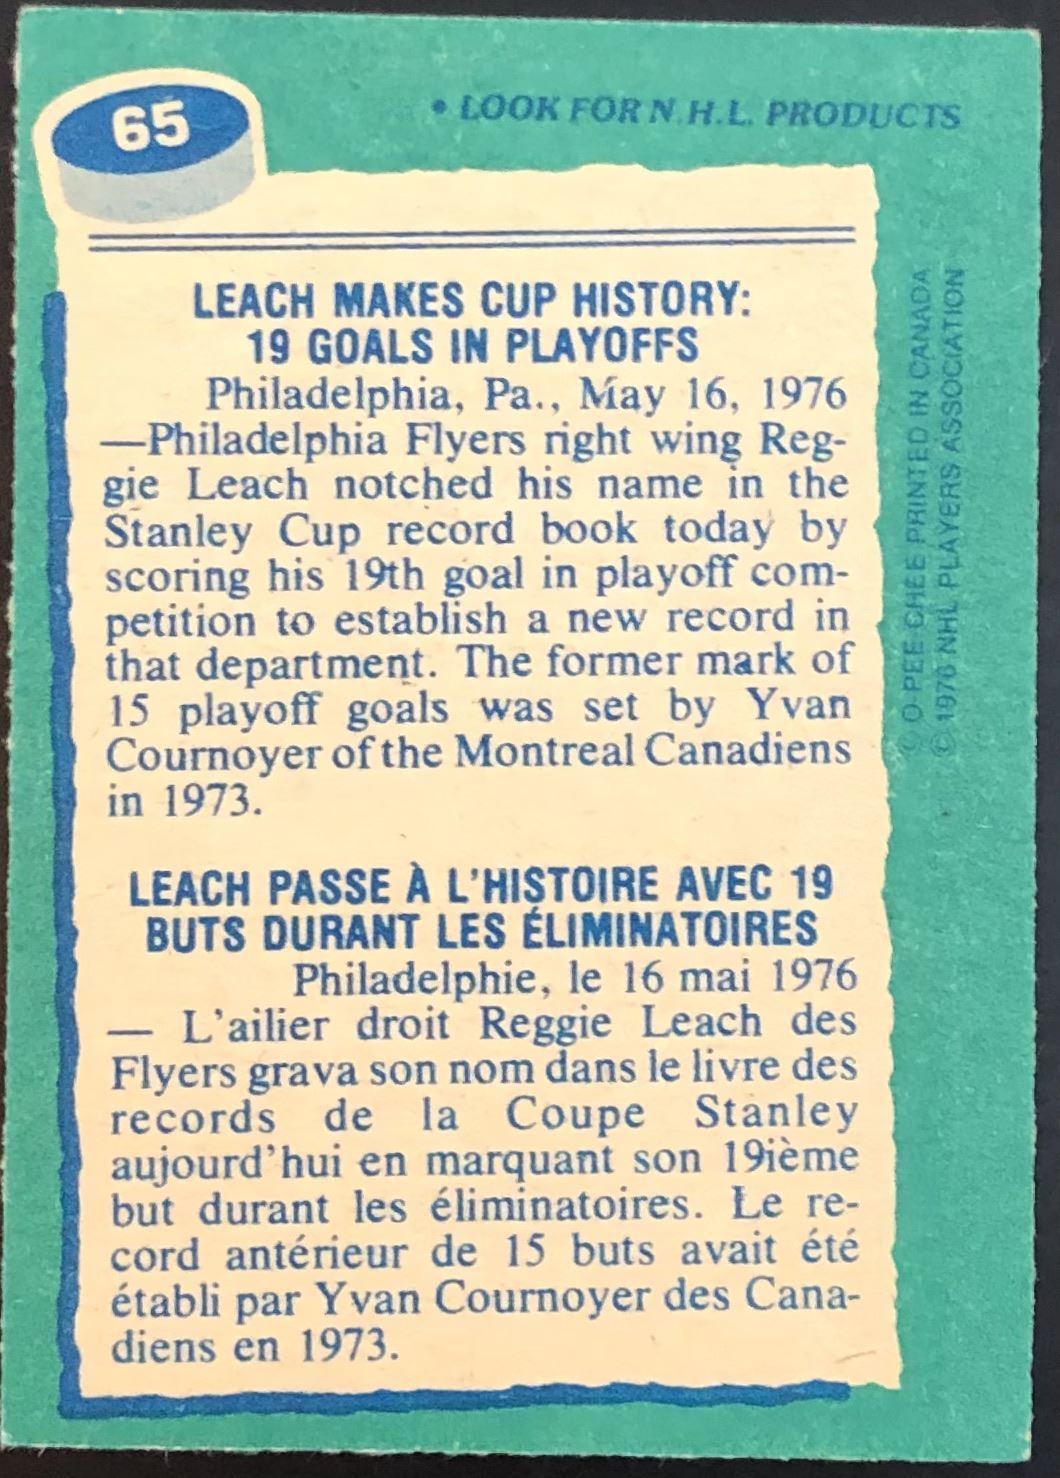 65
• LOOK FOR N.H.L. PRODUCTS
LEACH MAKES CUP HISTORY:
19 GOALS IN PLAYOFFS
Philadelphia, Pa., May 16, 1976
—Philadelphia Flyers right wing Reg-
gie Leach notched his name in the
Stanley Cup record book today by
scoring his 19th goal in playoff com-
petition to establish a new record in
that department. The former mark of
15 playoff goals was set by Yvan
Cournoyer of the Montreal Canadiens
in 1973.
LEACH PASSE À L'HISTOIRE AVEC 19
BUTS DURANT LES ÉLIMINATOIRES
Philadelphie, le 16 mai 1976
— L'ailier droit Reggie Leach des
Flyers grava son nom dans le livre des
records de la Coupe Stanley
aujourd'hui en marquant son 19ième
but durant les éliminatoires. Le re-
cord antérieur de 15 buts avait été
établi par Yvan Cournoyer des Cana-
diens en 1973.
© O-PEE-CHEE PRINTED IN CANADA
© 1976 NHL PLAYERS ASSOCIATION